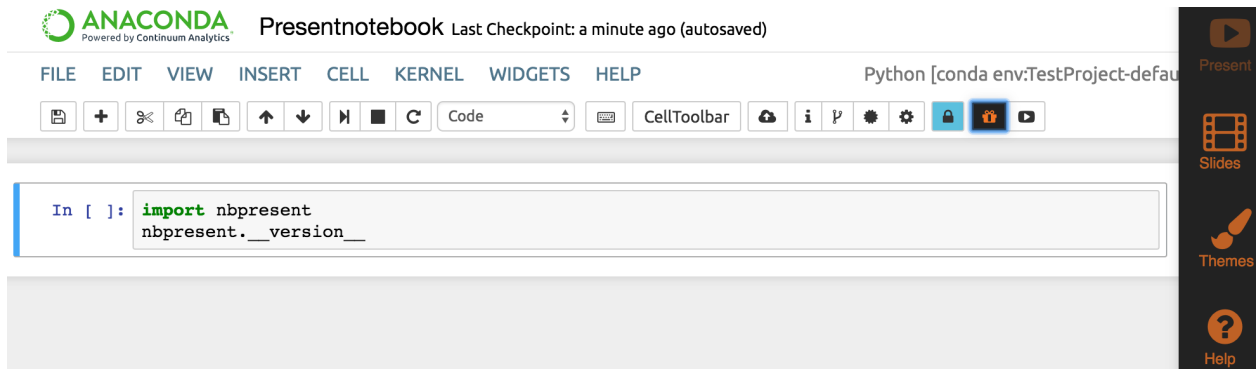 ANACONDA
Powered by Continuum Analytics
Presentnotebook Last Checkpoint: a minute ago (autosaved)
FILE EDIT VIEW INSERT CELL KERNEL WIDGETS HELP
Python [conda env:TestProject-defau
Code
CellToolbar
In [ ]: import nbpresent
nbpresent.__version__
Present
Slides
Themes
Help